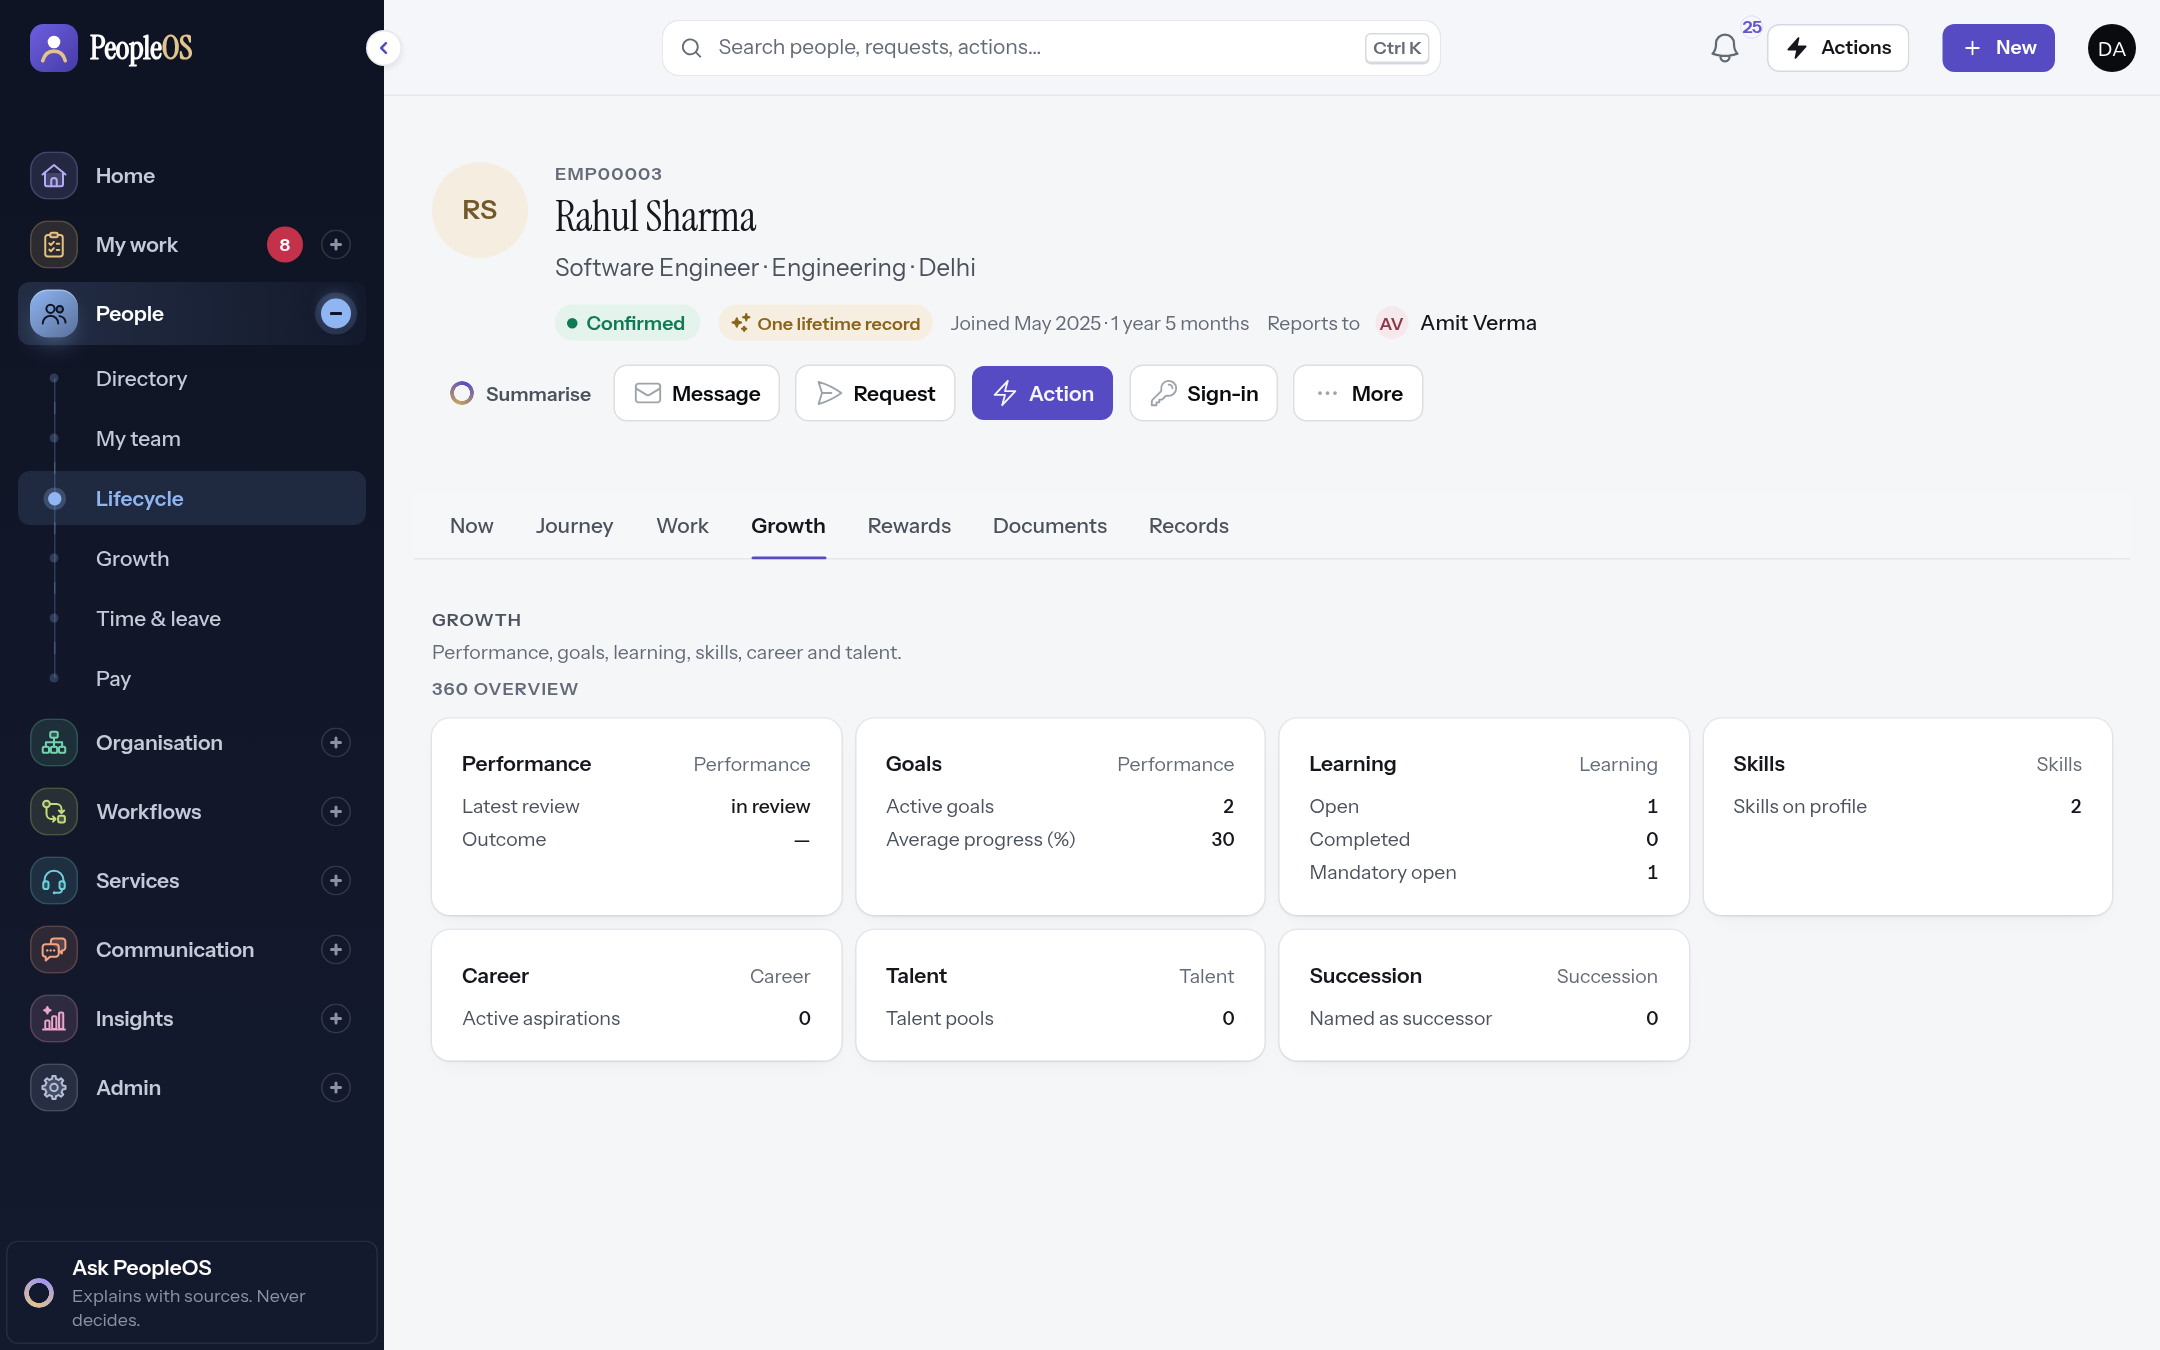 PeopleOS
Search people, requests, actions...
Ctrl K
25
Actions
New
DA
Home
My work
8
People
Directory
My team
Lifecycle
Growth
Time & leave
Pay
Organisation
Workflows
Services
Communication
Insights
Admin
Ask PeopleOS
Explains with sources. Never
decides.
RS
EMP00003
Rahul Sharma
Software Engineer · Engineering · Delhi
Confirmed
One lifetime record
Joined May 2025 · 1 year 5 months
Reports to
AV
Amit Verma
Summarise
Message
Request
Action
Sign-in
More
Now
Journey
Work
Growth
Rewards
Documents
Records
GROWTH
Performance, goals, learning, skills, career and talent.
360 OVERVIEW
Performance Performance
Latest review in review
Outcome —
Goals Performance
Active goals 2
Average progress (%) 30
Learning Learning
Open 1
Completed 0
Mandatory open 1
Skills Skills
Skills on profile 2
Career Career
Active aspirations 0
Talent Talent
Talent pools 0
Succession Succession
Named as successor 0